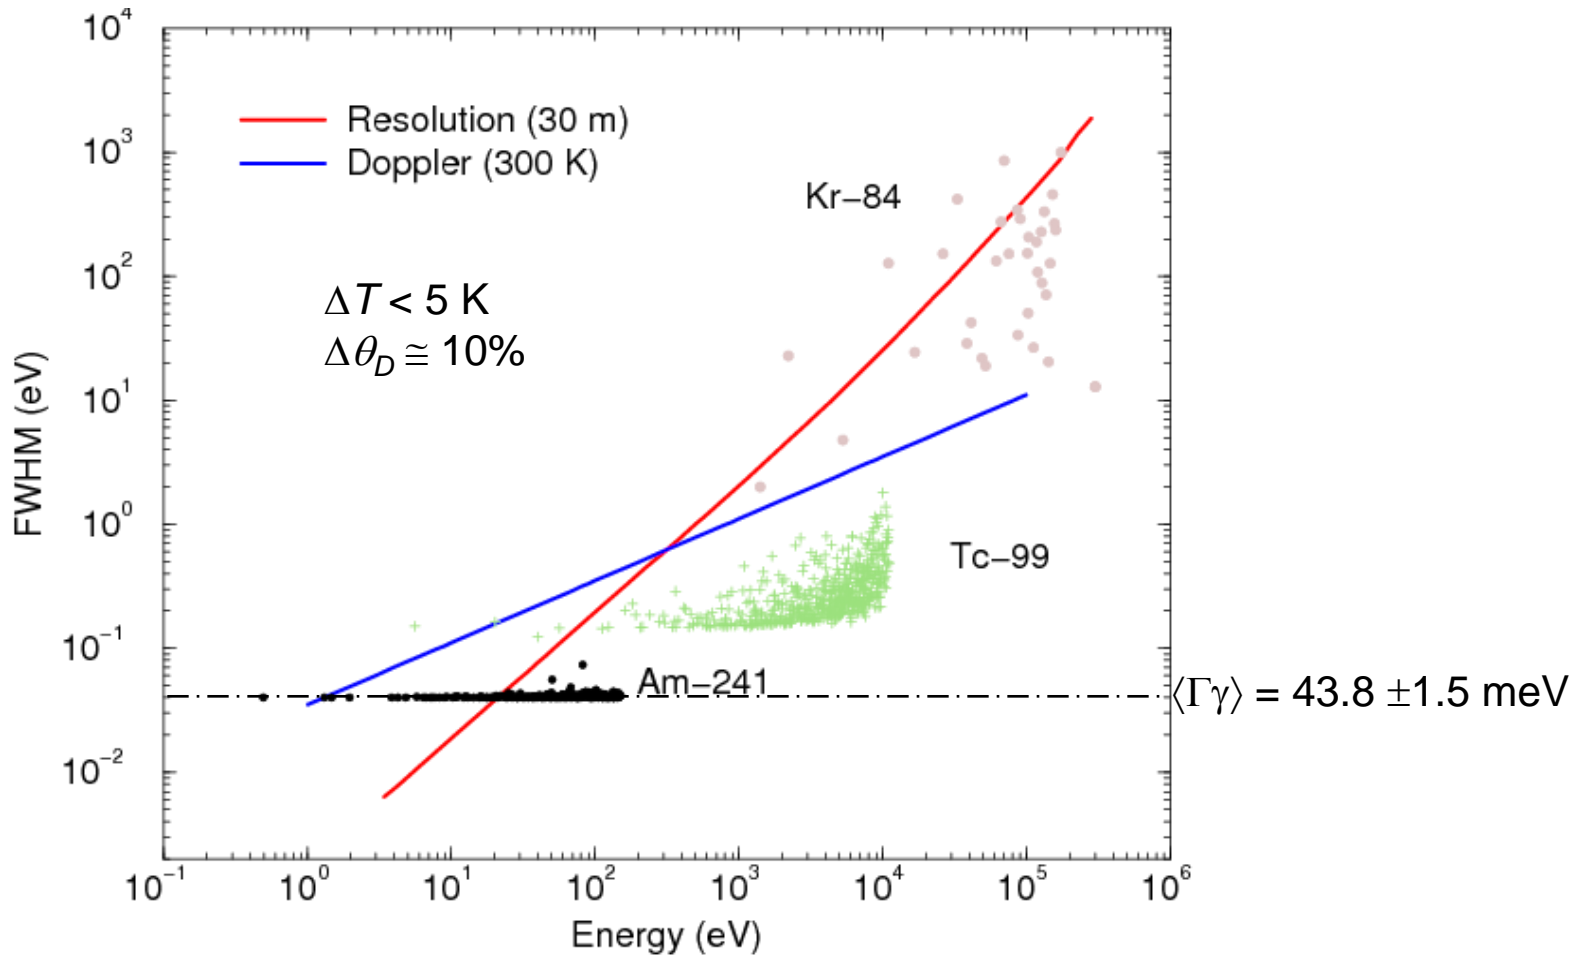 10⁴
10³
10²
10¹
10⁰
10⁻¹
10⁻²
FWHM (eV)
Resolution (30 m)
Doppler (300 K)
Kr−84
ΔT < 5 K
Δθ_D ≅ 10%
Tc−99
Am−241
⟨Γγ⟩ = 43.8 ±1.5 meV
10⁻¹ 10⁰ 10¹ 10² 10³ 10⁴ 10⁵ 10⁶
Energy (eV)